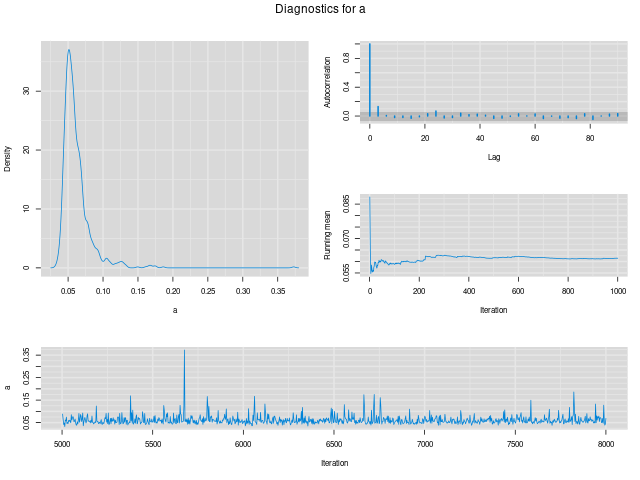 Diagnostics for a
Density
0 10 20 30
0.05 0.10 0.15 0.20 0.25 0.30 0.35
a
Autocorrelation
0.0 0.4 0.8
0 20 40 60 80
Lag
Running mean
0.055 0.070 0.085
0 200 400 600 800 1000
Iteration
a
0.05 0.15 0.25 0.35
5000 5500 6000 6500 7000 7500 8000
Iteration